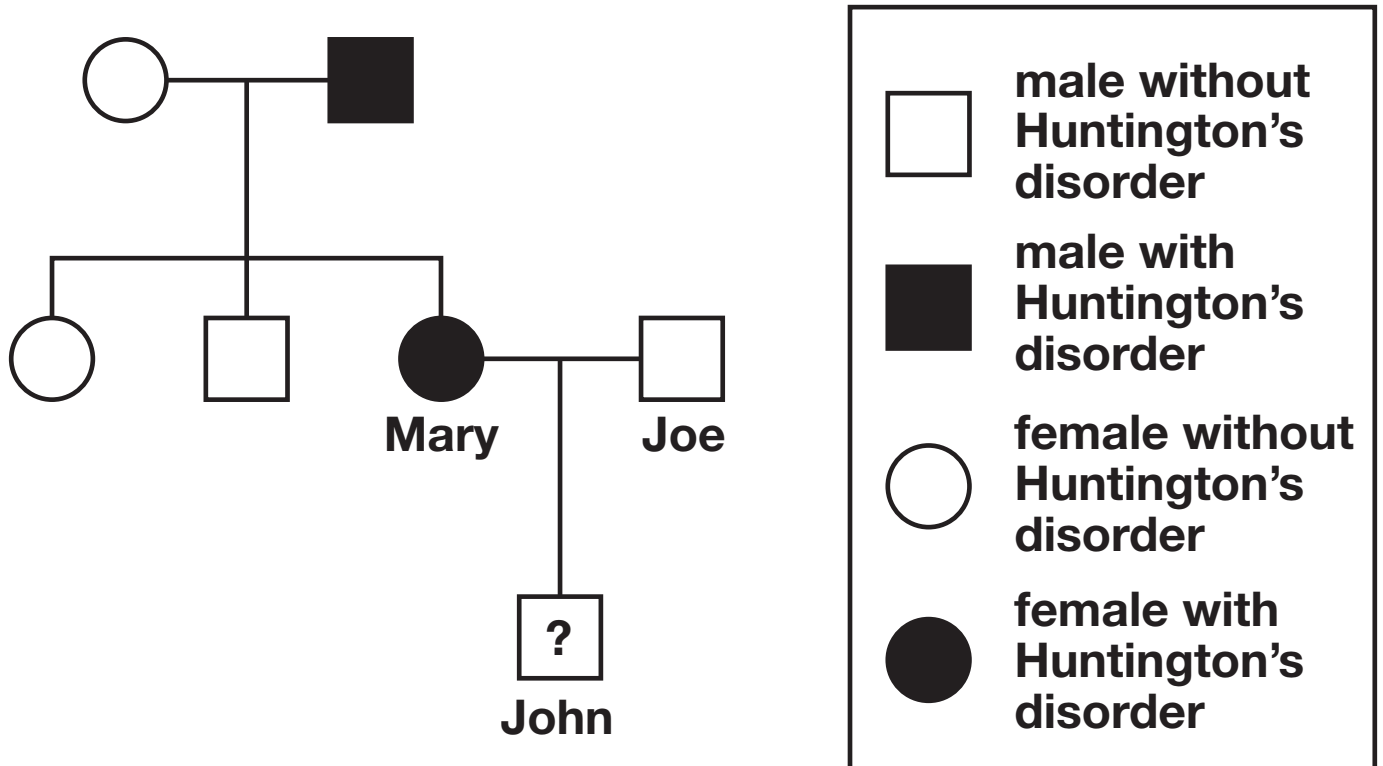 Mary
Joe
?
John
male without
Huntington’s
disorder
male with
Huntington’s
disorder
female without
Huntington’s
disorder
female with
Huntington’s
disorder